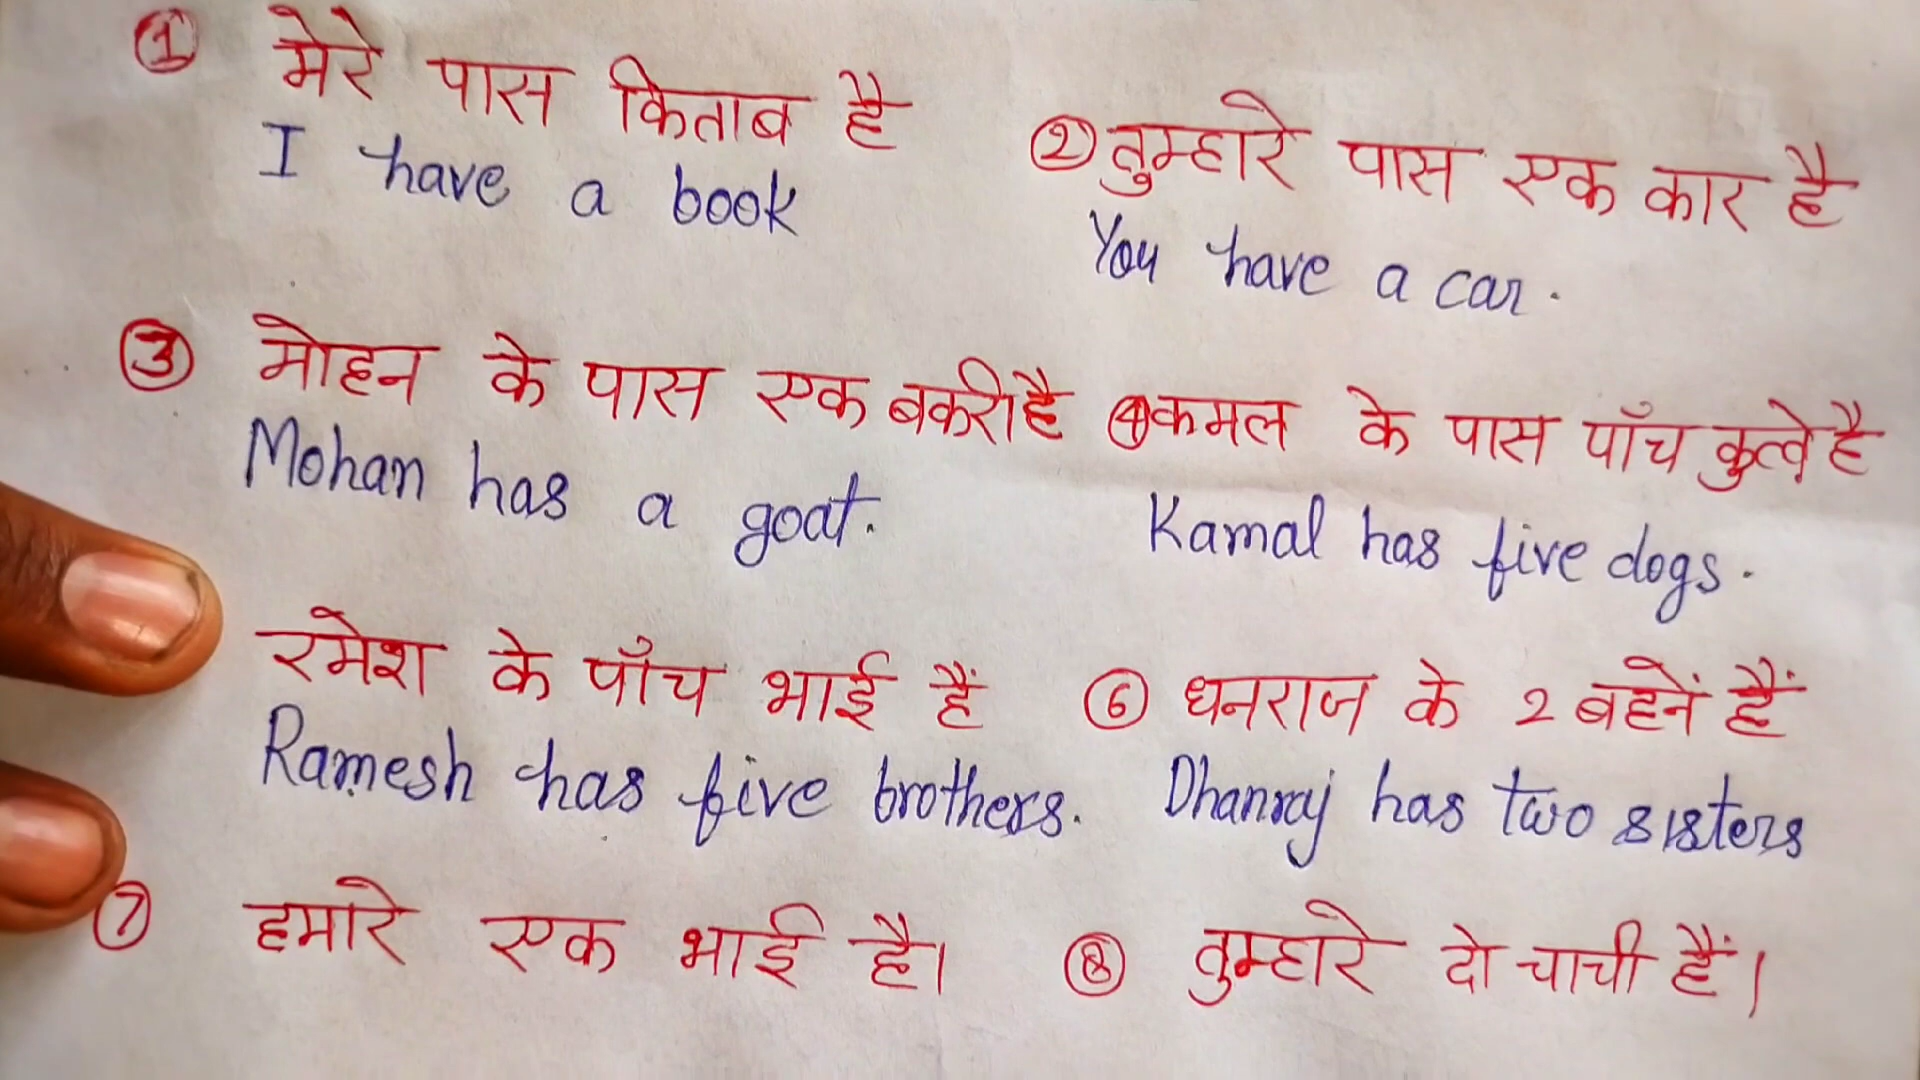 ① मेरे पास किताब है
I have a book
② तुम्हारे पास एक कार है
You have a car.
③ मोहन के पास एक बकरी है
Mohan has a goat.
④ कमल के पास पाँच कुत्ते है
Kamal has five dogs.
रमेश के पाँच भाई हैं
Ramesh has five brothers.
⑥ धनराज के 2 बहनें हैं
Dhanraj has two sisters
⑦ हमारे एक भाई है।
⑧ तुम्हारे दो चाची हैं।